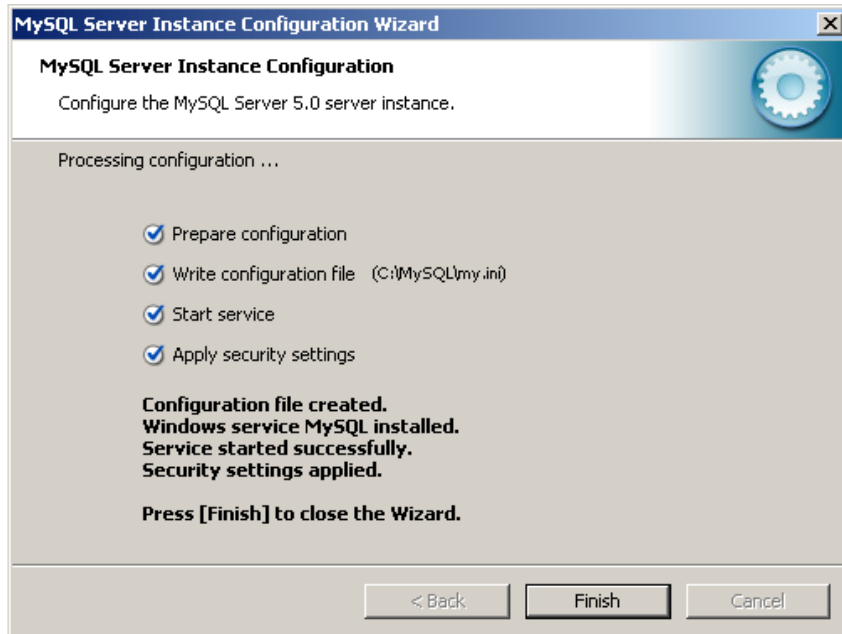 MySQL Server Instance Configuration Wizard
MySQL Server Instance Configuration
Configure the MySQL Server 5.0 server instance.
Processing configuration ...
Prepare configuration
Write configuration file (C:\MySQL\my.ini)
Start service
Apply security settings
Configuration file created.
Windows service MySQL installed.
Service started successfully.
Security settings applied.
Press [Finish] to close the Wizard.
< Back Finish Cancel